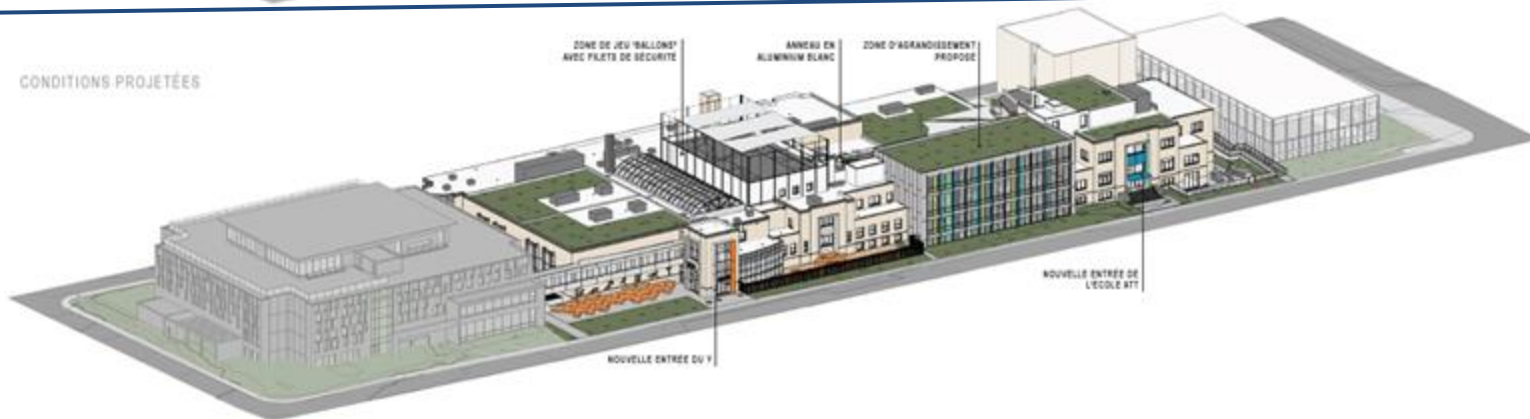 CONDITIONS PROJETÉES
ZONE DE JEU "BALLONS"
AVEC FILETS DE SÉCURITÉ
ANNEAU EN
ALUMINIUM BLANC
ZONE D'AGRANDISSEMENT
PROPOSÉ
NOUVELLE ENTRÉE DE
L'ÉCOLE ATT
NOUVELLE ENTRÉE DU Y